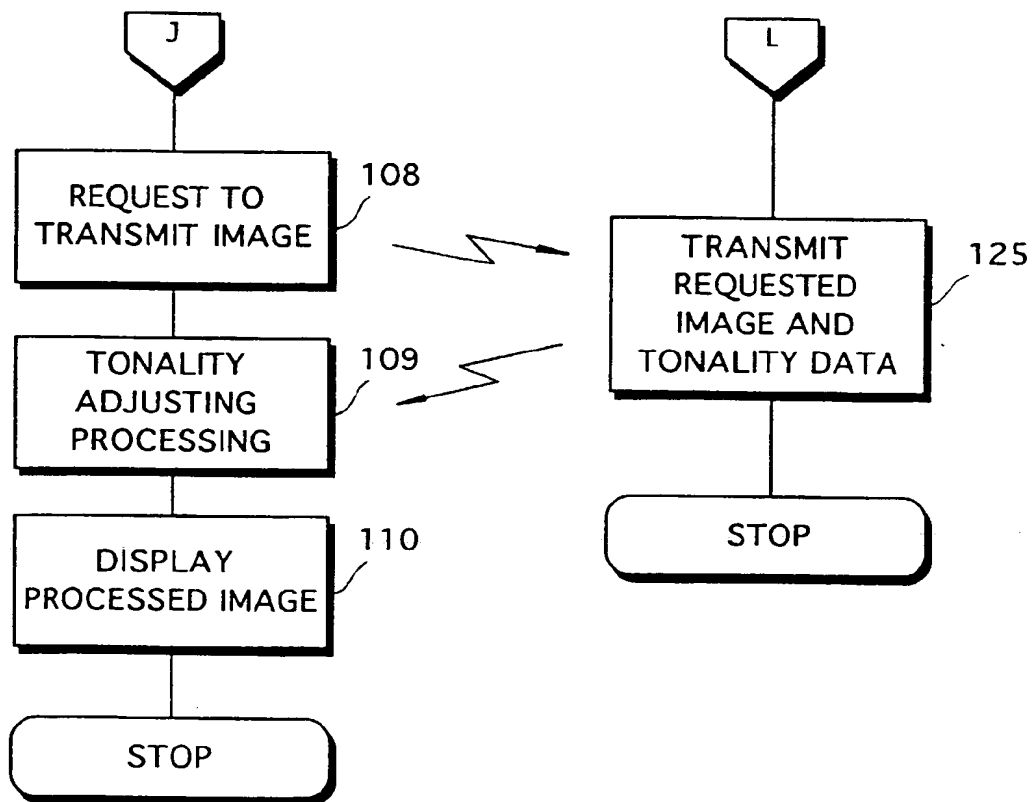 J
REQUEST TO
TRANSMIT IMAGE
108
TONALITY
ADJUSTING
PROCESSING
109
DISPLAY
PROCESSED IMAGE
110
STOP
L
TRANSMIT
REQUESTED
IMAGE AND
TONALITY DATA
125
STOP